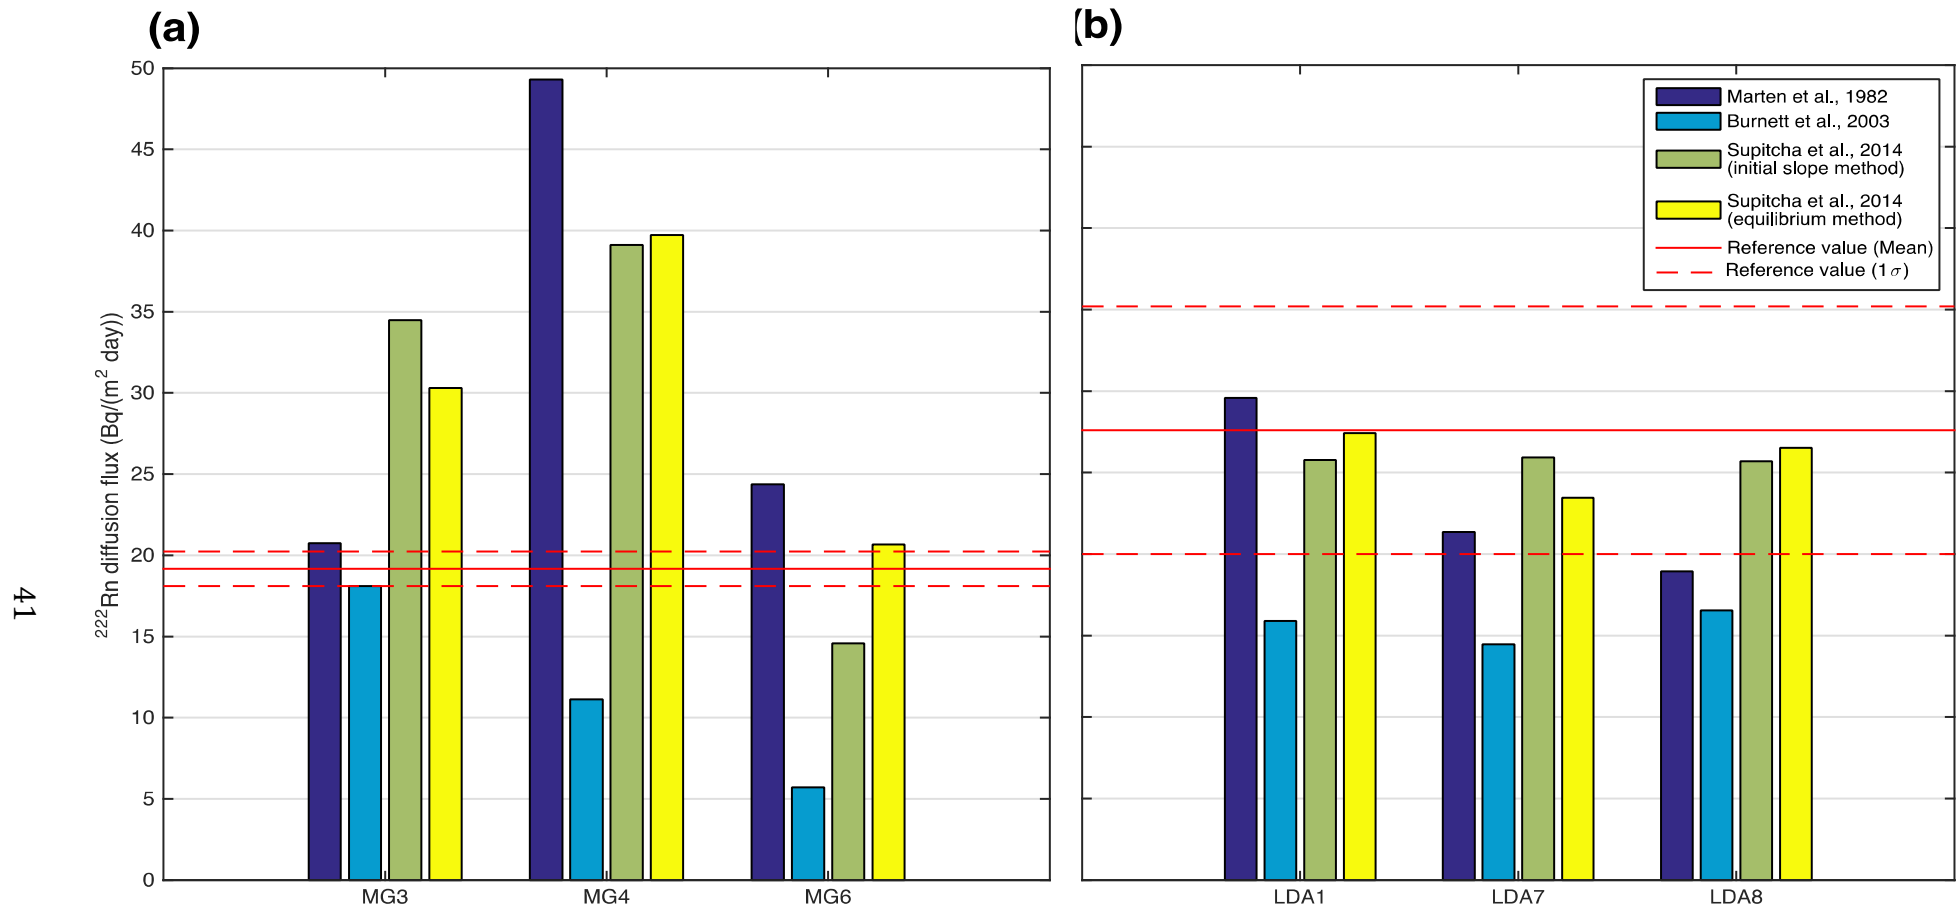 (a)
(b)
50
45
40
35
30
25
20
15
10
5
0
²²²Rn diffusion flux (Bq/(m² day))
MG3
MG4
MG6
Marten et al., 1982
Burnett et al., 2003
Supitcha et al., 2014
(initial slope method)
Supitcha et al., 2014
(equilibrium method)
Reference value (Mean)
Reference value (1σ)
LDA1
LDA7
LDA8
41